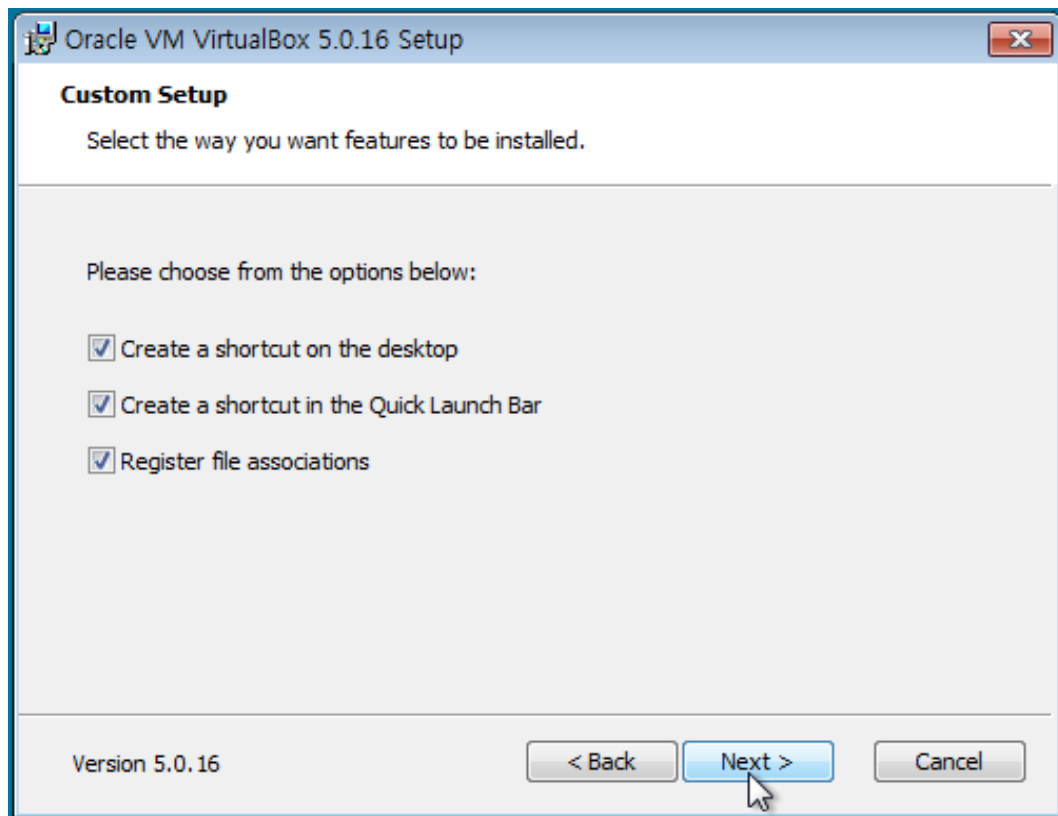 Oracle VM VirtualBox 5.0.16 Setup
Custom Setup
Select the way you want features to be installed.
Please choose from the options below:
Create a shortcut on the desktop
Create a shortcut in the Quick Launch Bar
Register file associations
Version 5.0.16
< Back
Next >
Cancel